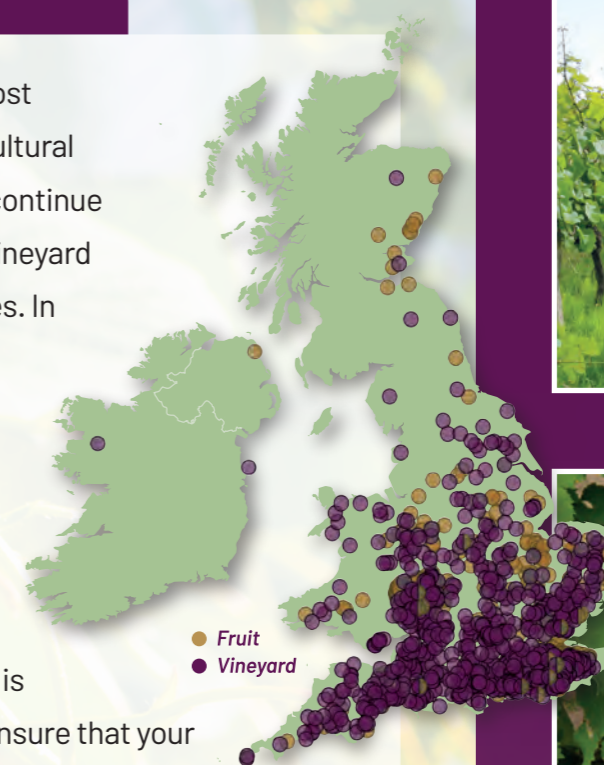 ost
ultural
continue
ineyard
es. In
Fruit
Vineyard
is
nsure that your